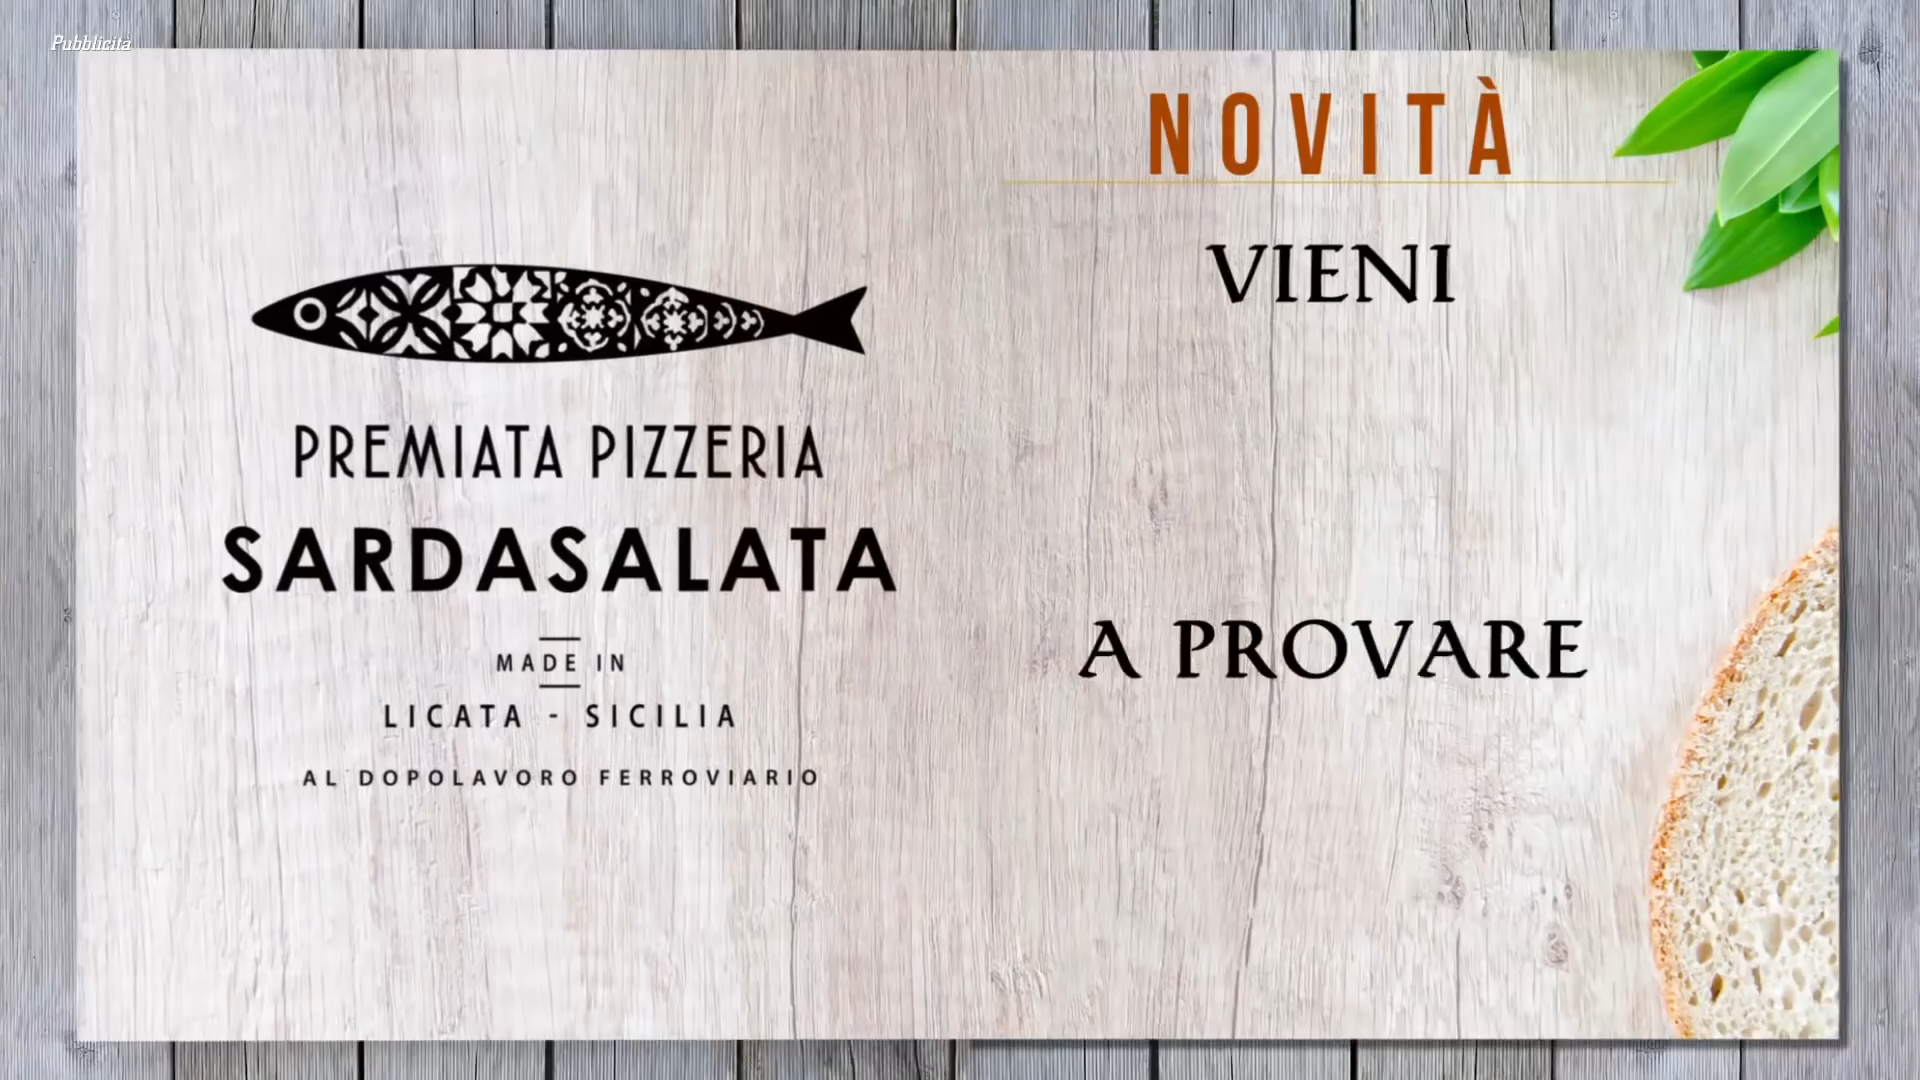 Pubblicità
NOVITÀ
VIENI
A PROVARE
PREMIATA PIZZERIA
SARDASALATA
MADE IN
LICATA - SICILIA
AL DOPOLAVORO FERROVIARIO